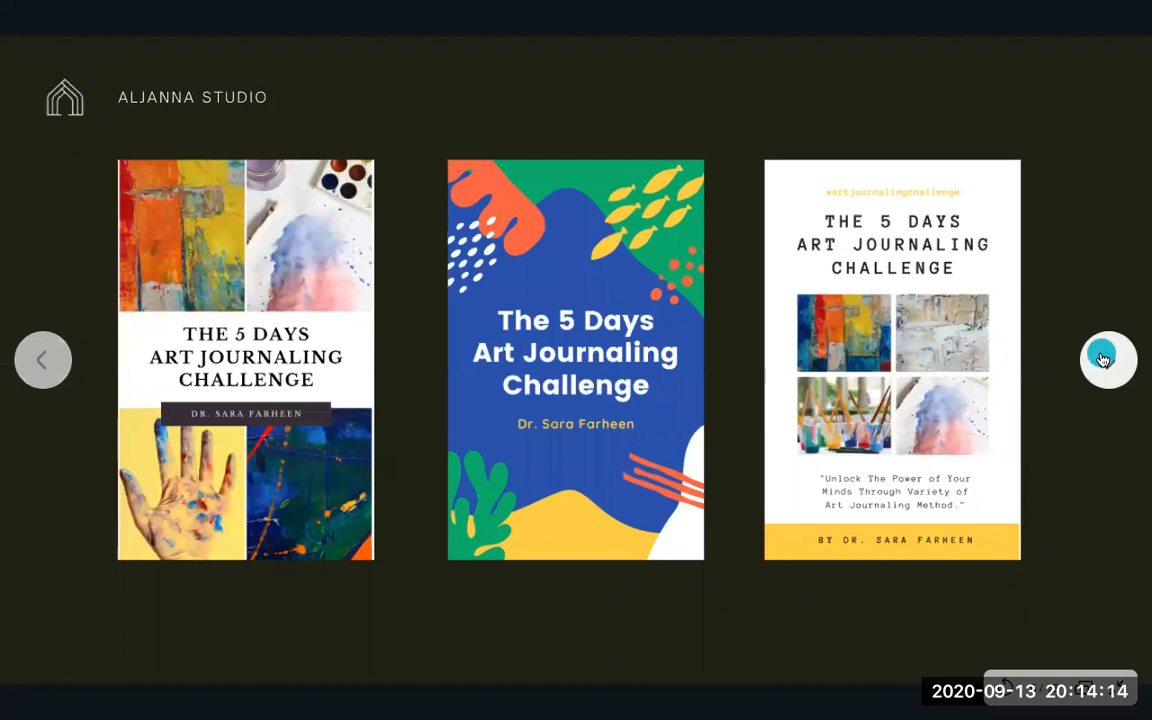 ALJANNA STUDIO
THE 5 DAYS
ART JOURNALING
CHALLENGE
DR. SARA FARHEEN
The 5 Days
Art Journaling
Challenge
Dr. Sara Farheen
#artjournalingchallenge
THE 5 DAYS
ART JOURNALING
CHALLENGE
"Unlock The Power of Your
Minds Through Variety of
Art Journaling Method."
BY DR. SARA FARHEEN
2020-09-13 20:14:14